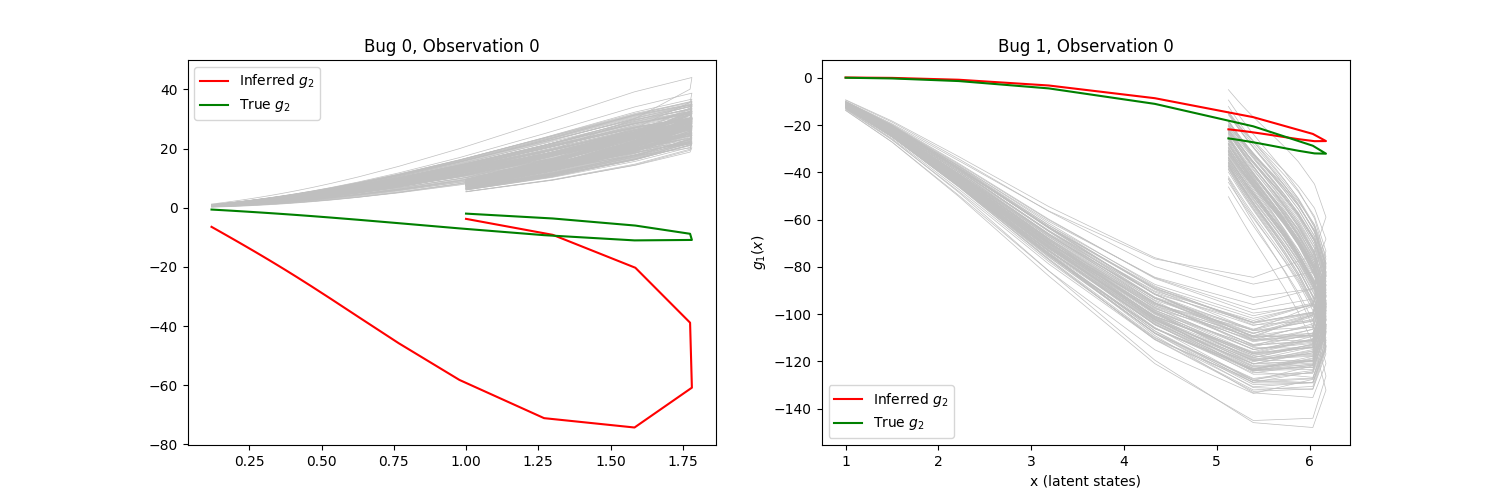 Bug 0, Observation 0
Inferred g₂
True g₂
40
20
0
−20
−40
−60
−80
0.25 0.50 0.75 1.00 1.25 1.50 1.75
Bug 1, Observation 0
g₁(x)
0
−20
−40
−60
−80
−100
−120
−140
Inferred g₂
True g₂
1 2 3 4 5 6
x (latent states)